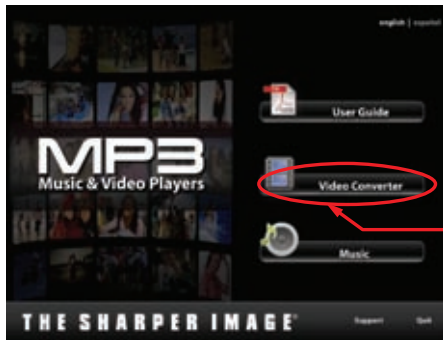 english | español
User Guide
MP3
Music & Video Players
Video Converter
Music
THE SHARPER IMAGE®
Support Quit